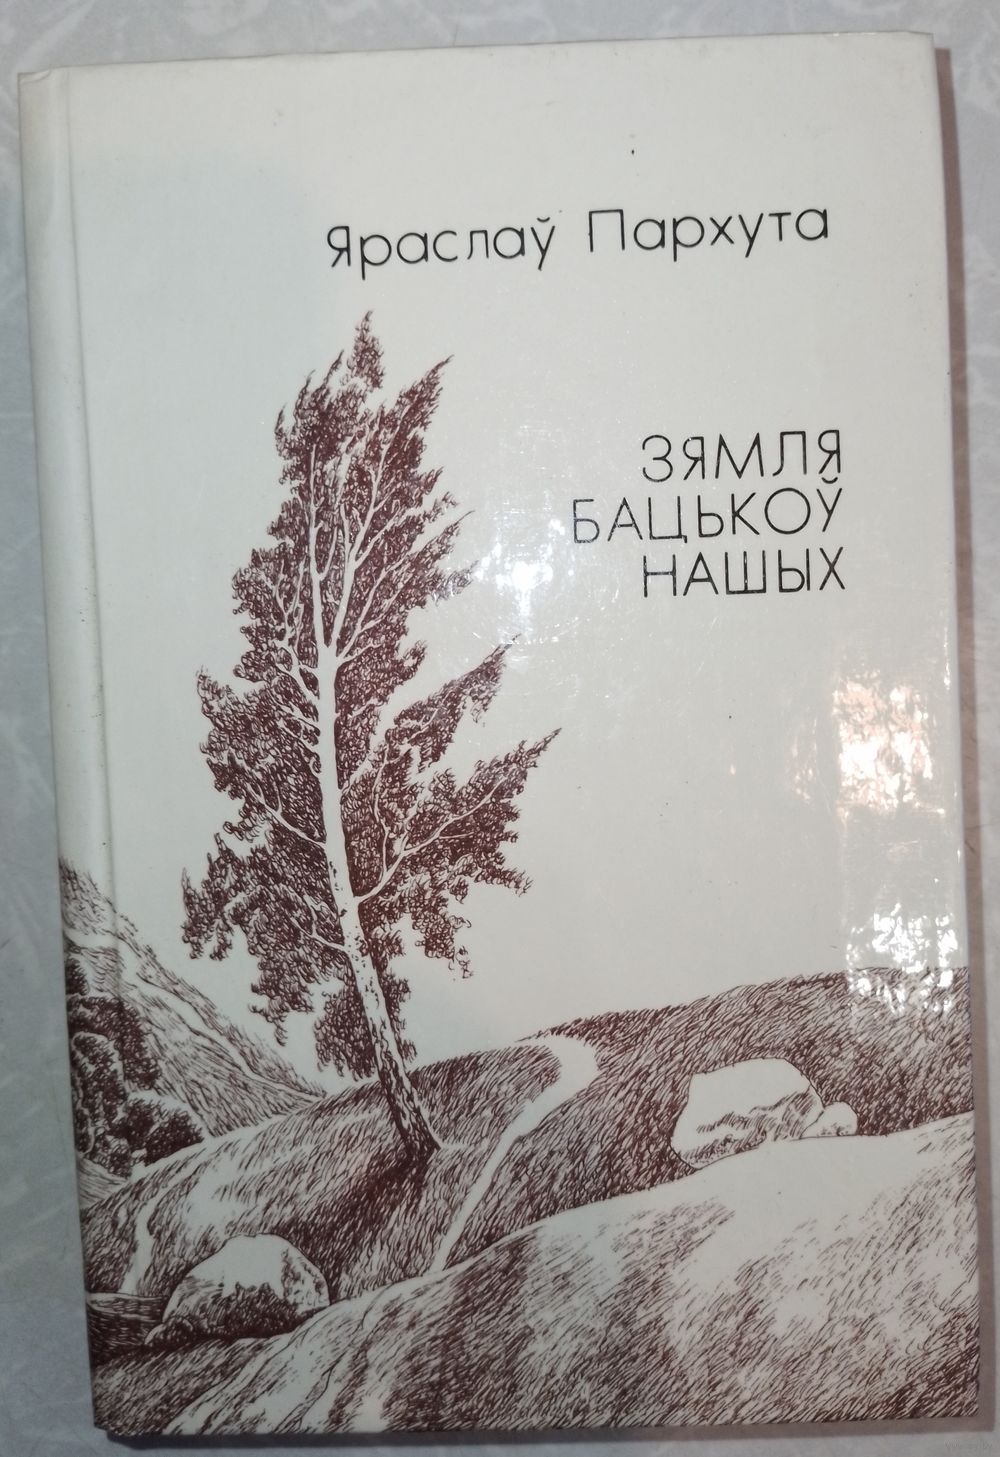 Яраслаў Пархута
ЗЯМЛЯ
БАЦЬКОЎ
НАШЫХ